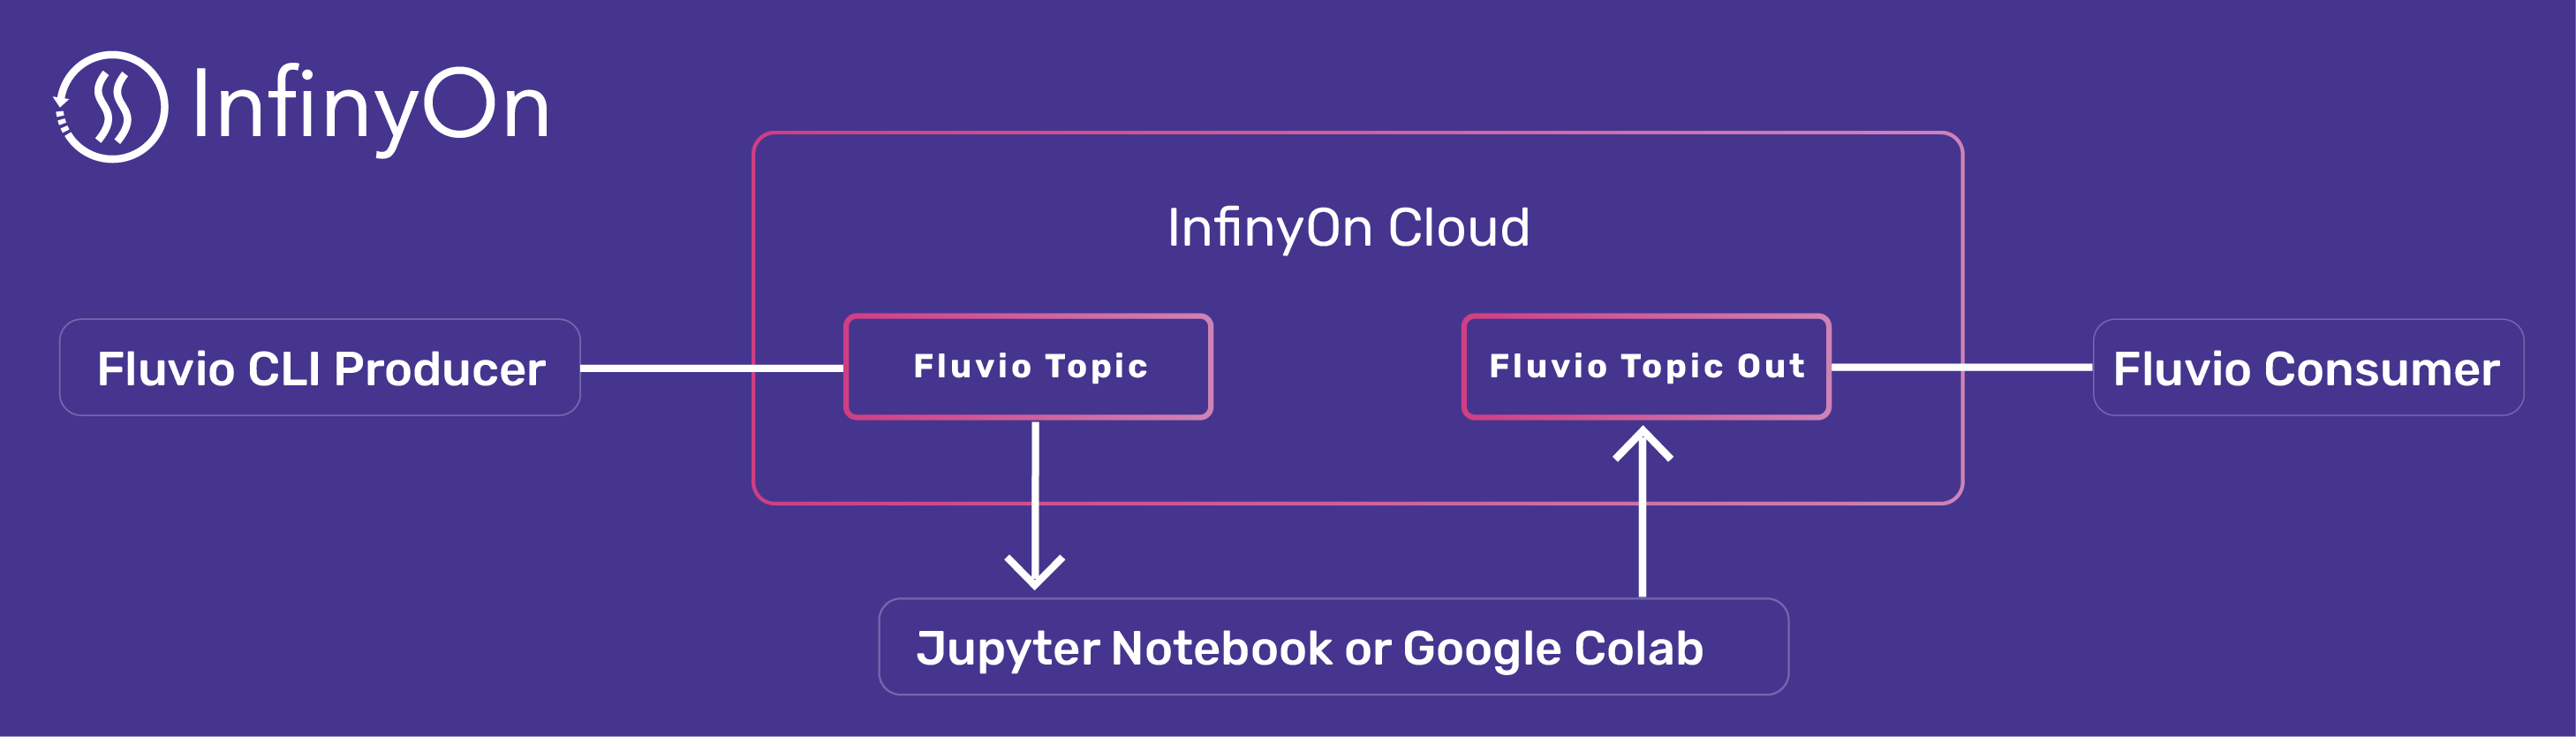 InfinyOn
InfinyOn Cloud
Fluvio CLI Producer
Fluvio Topic
Fluvio Topic Out
Fluvio Consumer
Jupyter Notebook or Google Colab